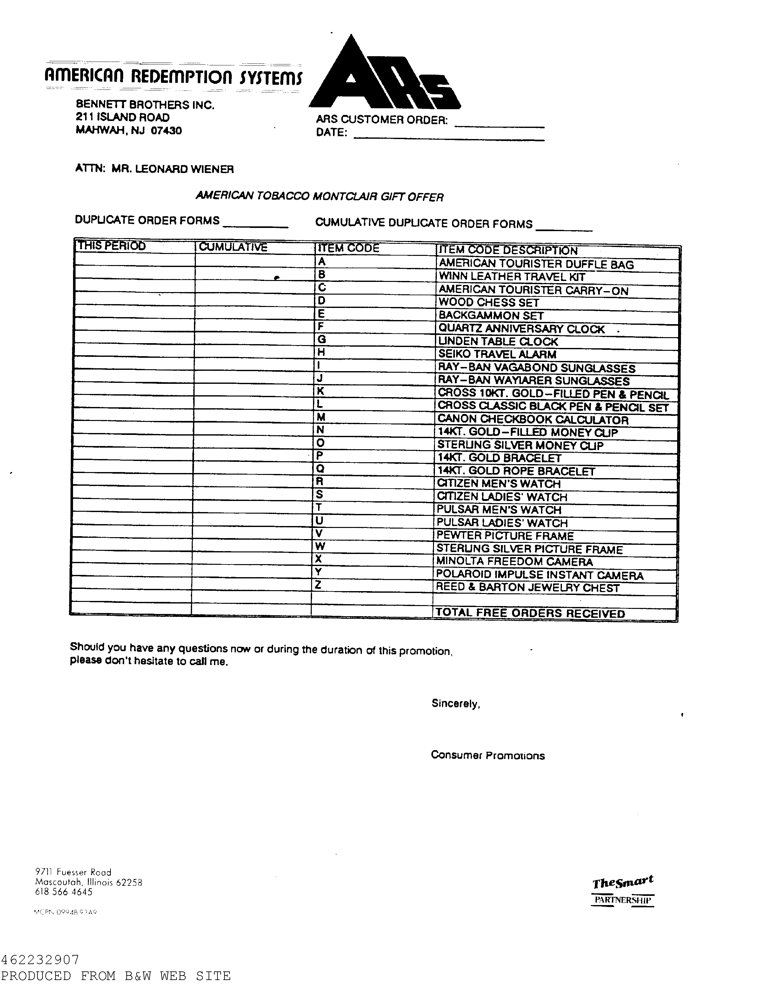 AMERICAN REDEMPTION SYSTEMS
ARS
BENNETT BROTHERS INC.
211 ISLAND ROAD
MAHWAH, NJ 07430
ARS CUSTOMER ORDER:
DATE:
ATTN: MR. LEONARD WIENER
AMERICAN TOBACCO MONTCLAIR GIFT OFFER
DUPLICATE ORDER FORMS CUMULATIVE DUPLICATE ORDER FORMS
THIS PERIOD CUMULATIVE ITEM CODE ITEM CODE DESCRIPTION
A AMERICAN TOURISTER DUFFLE BAG
B WINN LEATHER TRAVEL KIT
C AMERICAN TOURISTER CARRY-ON
D WOOD CHESS SET
E BACKGAMMON SET
F QUARTZ ANNIVERSARY CLOCK
G LINDEN TABLE CLOCK
H SEIKO TRAVEL ALARM
I RAY-BAN VAGABOND SUNGLASSES
J RAY-BAN WAYIARER SUNGLASSES
K CROSS 10KT. GOLD-FILLED PEN & PENCIL
L CROSS CLASSIC BLACK PEN & PENCIL SET
M CANON CHECKBOOK CALCULATOR
N 14KT. GOLD-FILLED MONEY CLIP
O STERLING SILVER MONEY CLIP
P 14KT. GOLD BRACELET
Q 14KT. GOLD ROPE BRACELET
R CITIZEN MEN'S WATCH
S CITIZEN LADIES' WATCH
T PULSAR MEN'S WATCH
U PULSAR LADIES' WATCH
V PEWTER PICTURE FRAME
W STERLING SILVER PICTURE FRAME
X MINOLTA FREEDOM CAMERA
Y POLAROID IMPULSE INSTANT CAMERA
Z REED & BARTON JEWELRY CHEST
TOTAL FREE ORDERS RECEIVED
Should you have any questions now or during the duration of this promotion,
please don't hesitate to call me.
Sincerely,
Consumer Promotions
9711 Fuesser Road
Mascoutah, Illinois 62258
618 566 4645
TheSmart
PARTNERSHIP
462232907
PRODUCED FROM B&W WEB SITE